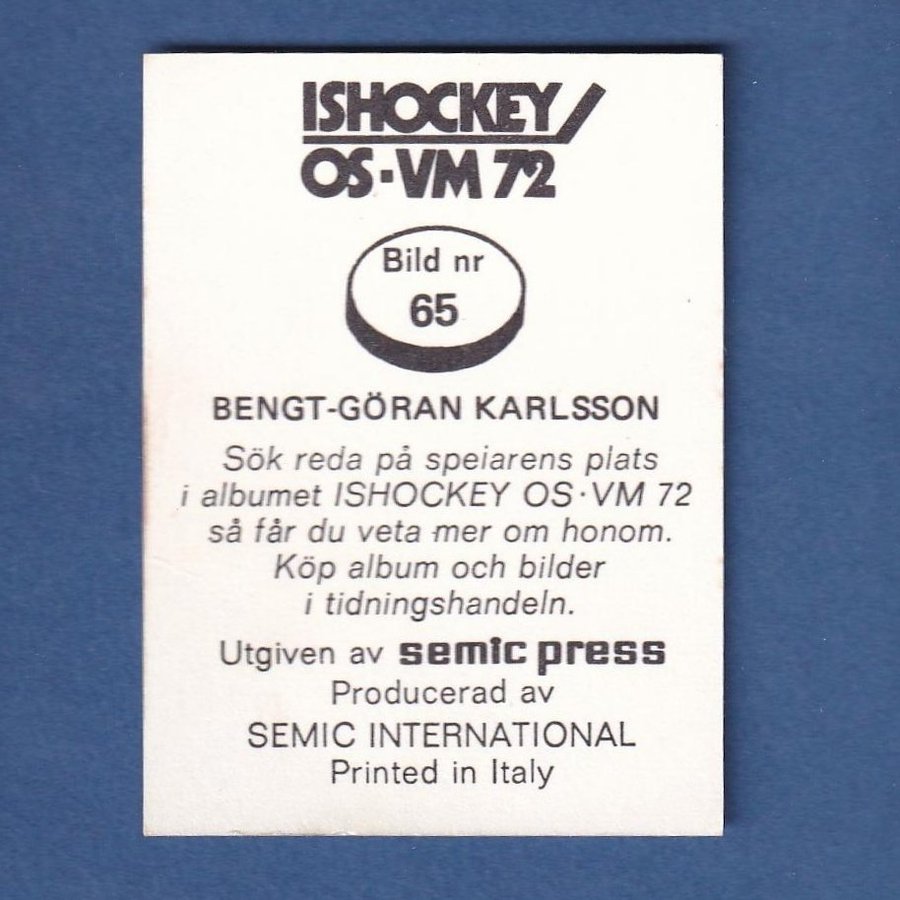 ISHOCKEY/
OS·VM 72
Bild nr
65
BENGT-GÖRAN KARLSSON
Sök reda på speiarens plats
i albumet ISHOCKEY OS·VM 72
så får du veta mer om honom.
Köp album och bilder
i tidningshandeln.
Utgiven av semic press
Producerad av
SEMIC INTERNATIONAL
Printed in Italy